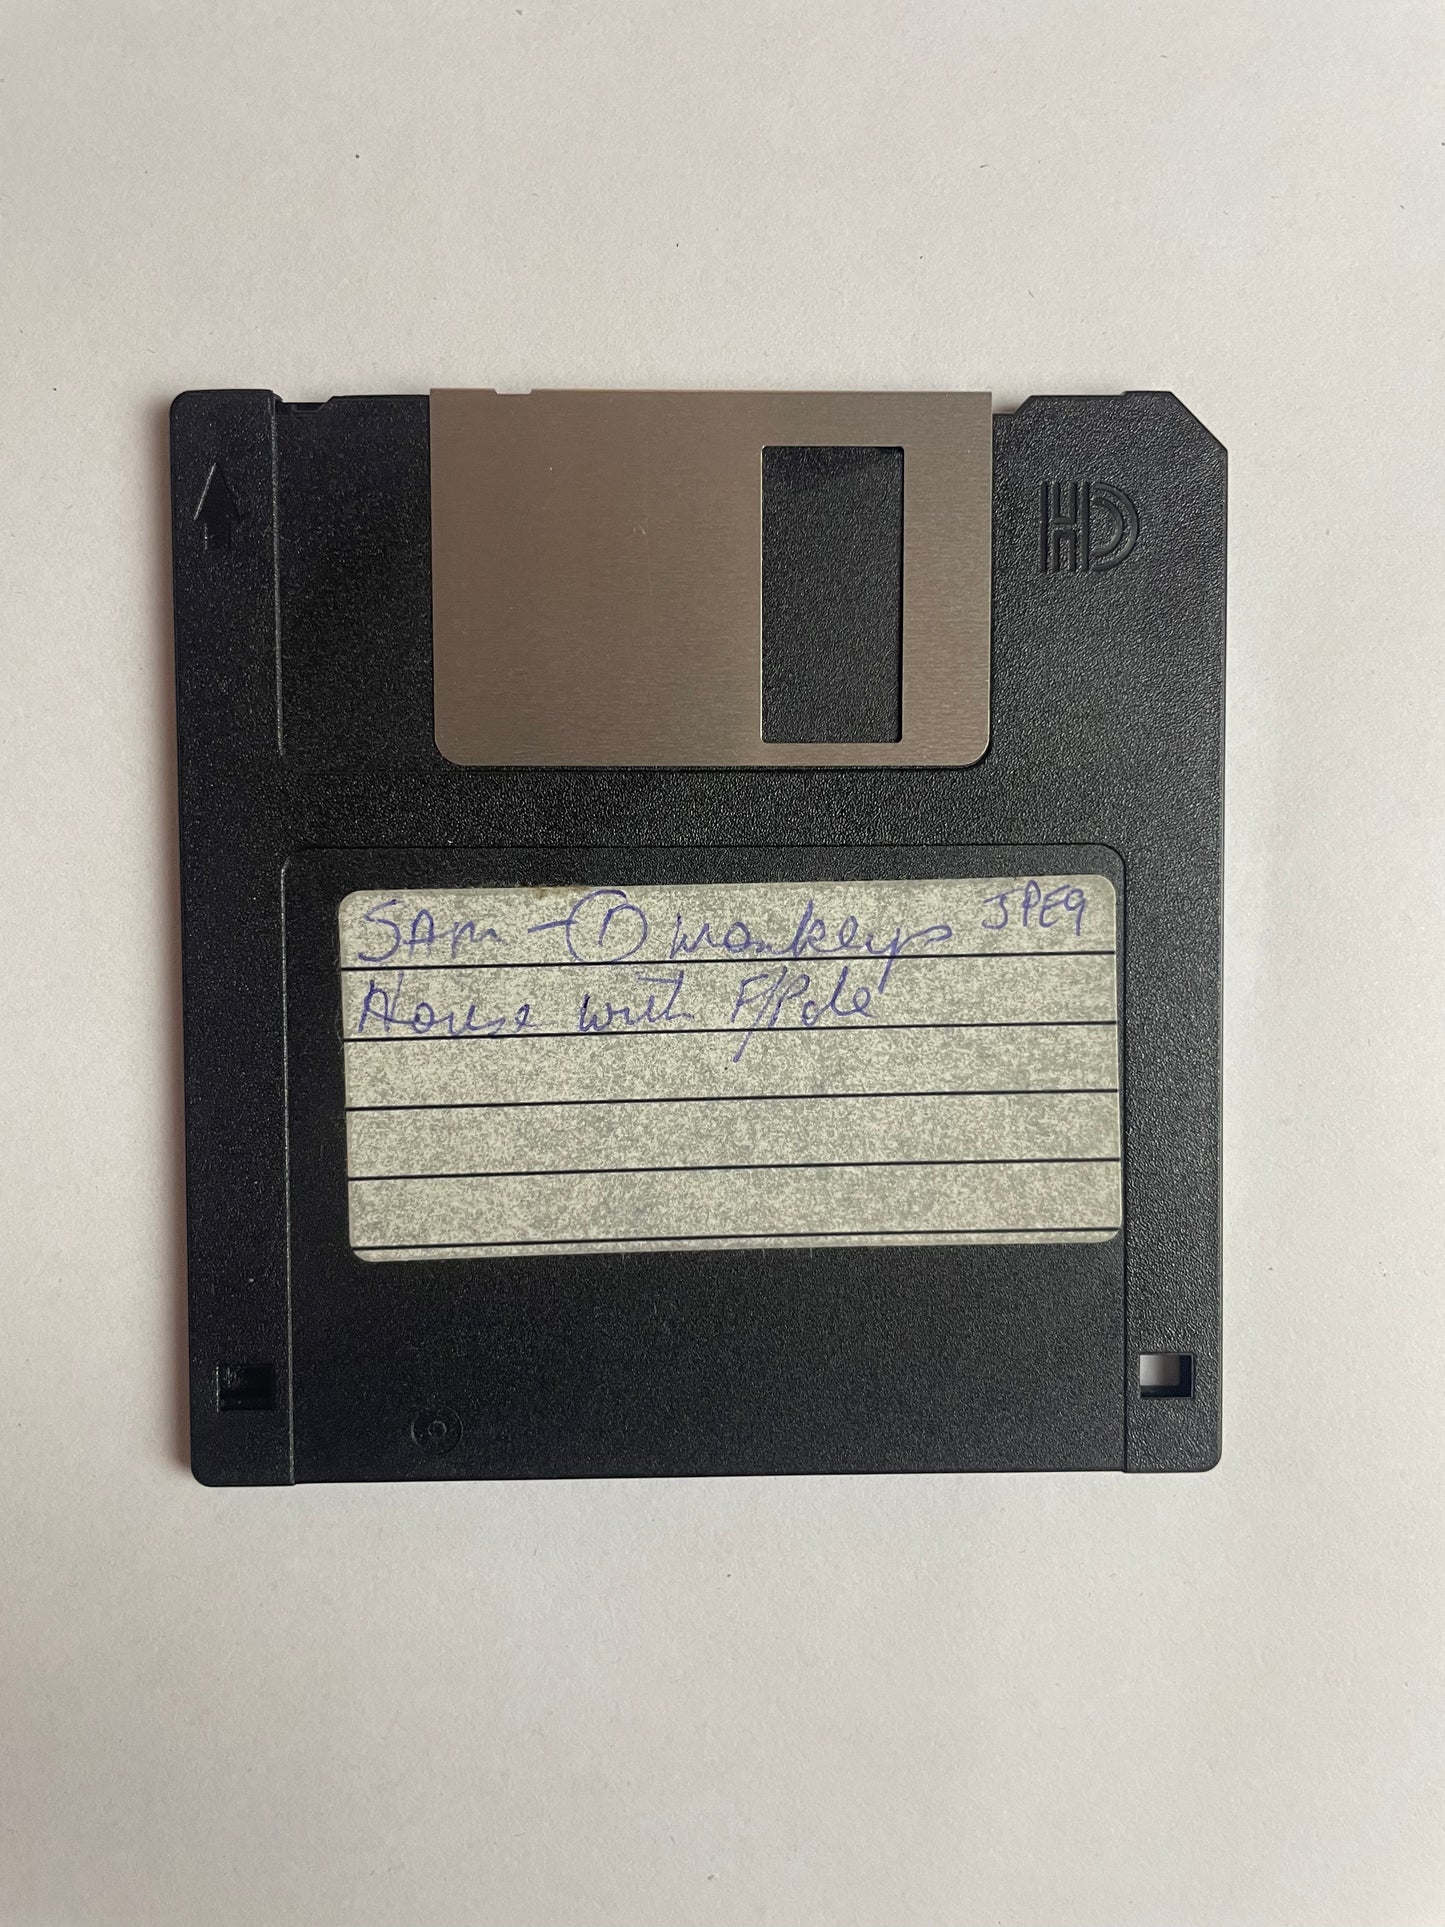 HD
SAM - ① monkeys JPEG
House with F/Pole